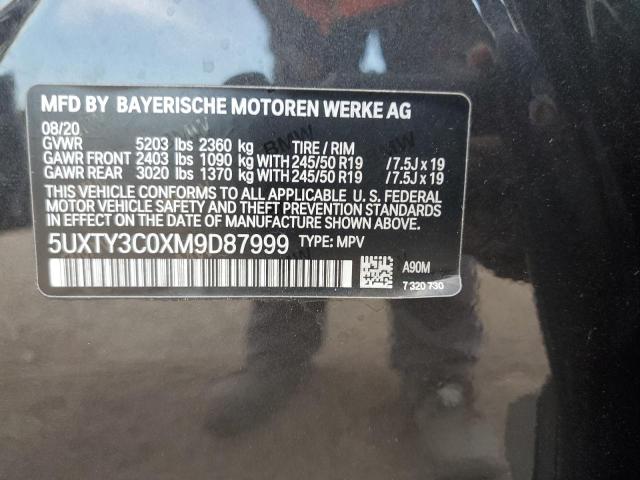 MFD BY BAYERISCHE MOTOREN WERKE AG
08/20
GVWR 5203 lbs 2360 kg TIRE / RIM
GAWR FRONT 2403 lbs 1090 kg WITH 245/50 R19 /7.5J x 19
GAWR REAR 3020 lbs 1370 kg WITH 245/50 R19 /7.5J x 19
THIS VEHICLE CONFORMS TO ALL APPLICABLE U. S. FEDERAL
MOTOR VEHICLE SAFETY AND THEFT PREVENTION STANDARDS
IN EFFECT ON THE DATE OF MANUFACTURE SHOWN ABOVE.
5UXTY3C0XM9D87999 TYPE: MPV
A90M
7 320 730